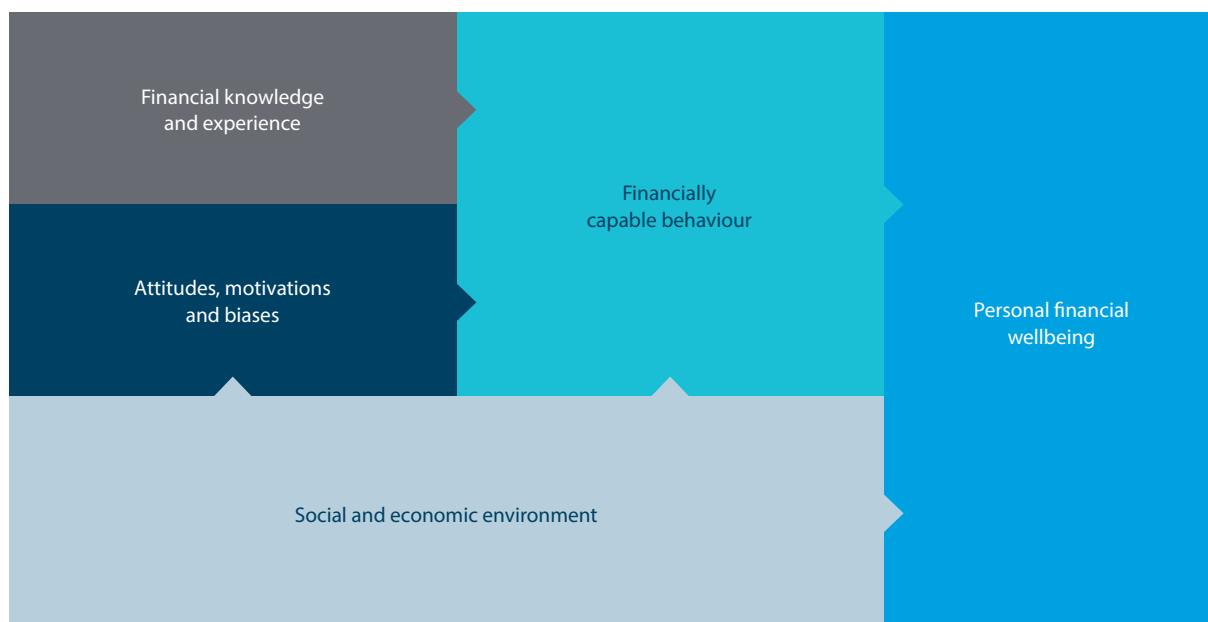 Financial knowledge
and experience
Financially
capable behaviour
Attitudes, motivations
and biases
Personal financial
wellbeing
Social and economic environment